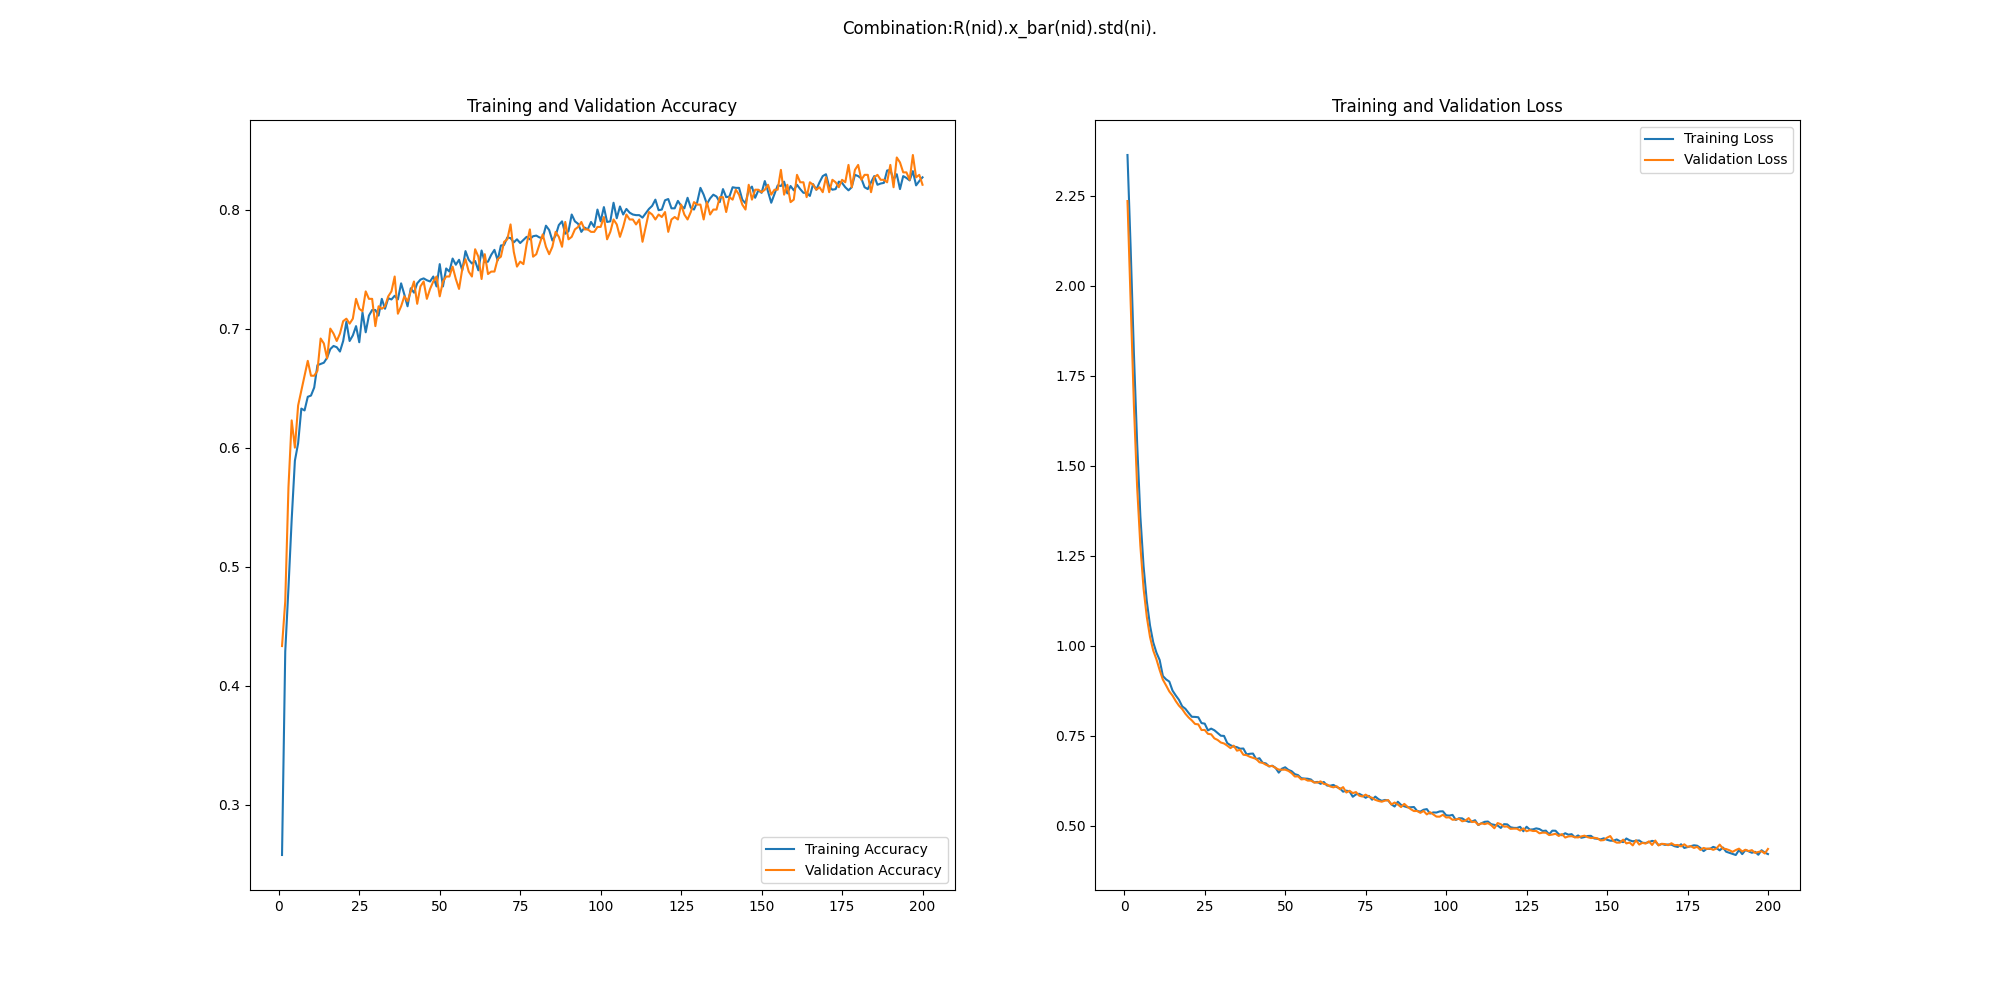 Combination:R(nid).x_bar(nid).std(ni).
Training and Validation Accuracy
0.8
0.7
0.6
0.5
0.4
0.3
0 25 50 75 100 125 150 175 200
Training Accuracy
Validation Accuracy
Training and Validation Loss
2.25
2.00
1.75
1.50
1.25
1.00
0.75
0.50
0 25 50 75 100 125 150 175 200
Training Loss
Validation Loss